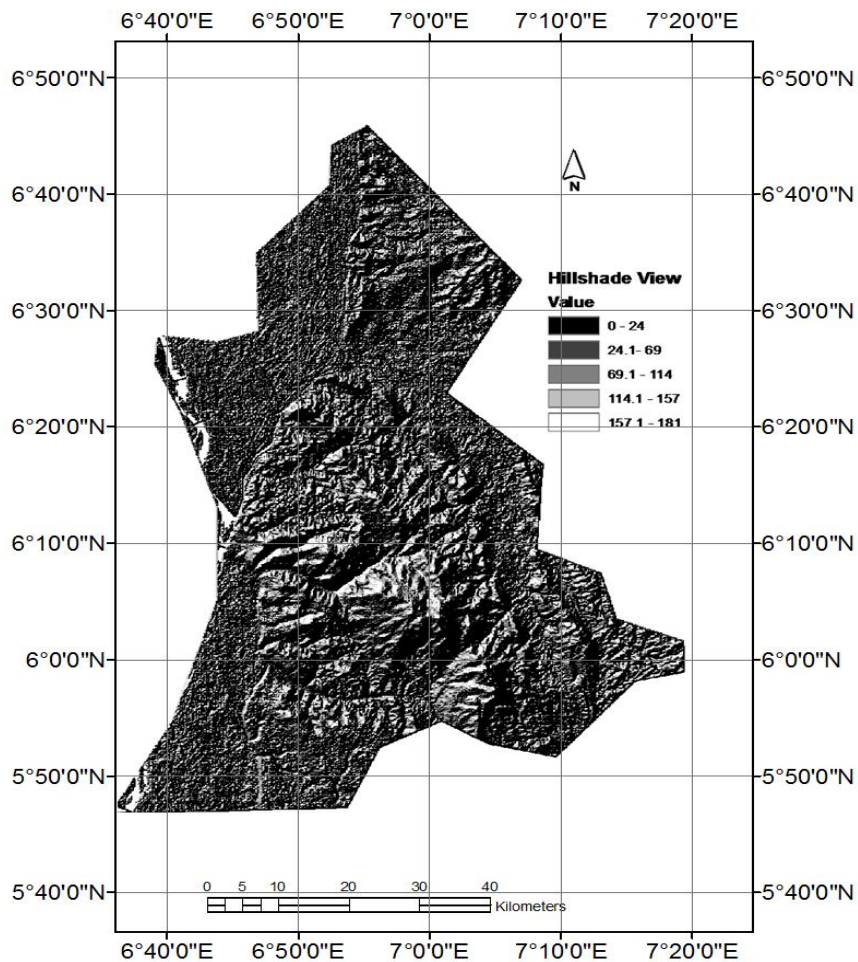 6°40'0"E 6°50'0"E 7°0'0"E 7°10'0"E 7°20'0"E
6°50'0"N 6°50'0"N
N
6°40'0"N 6°40'0"N
Hillshade View
Value
6°30'0"N 6°30'0"N
0 - 24
24.1- 69
69.1 - 114
114.1 - 157
157.1 - 181
6°20'0"N 6°20'0"N
6°10'0"N 6°10'0"N
6°0'0"N 6°0'0"N
5°50'0"N 5°50'0"N
5°40'0"N 5°40'0"N
0 5 10 20 30 40
Kilometers
6°40'0"E 6°50'0"E 7°0'0"E 7°10'0"E 7°20'0"E